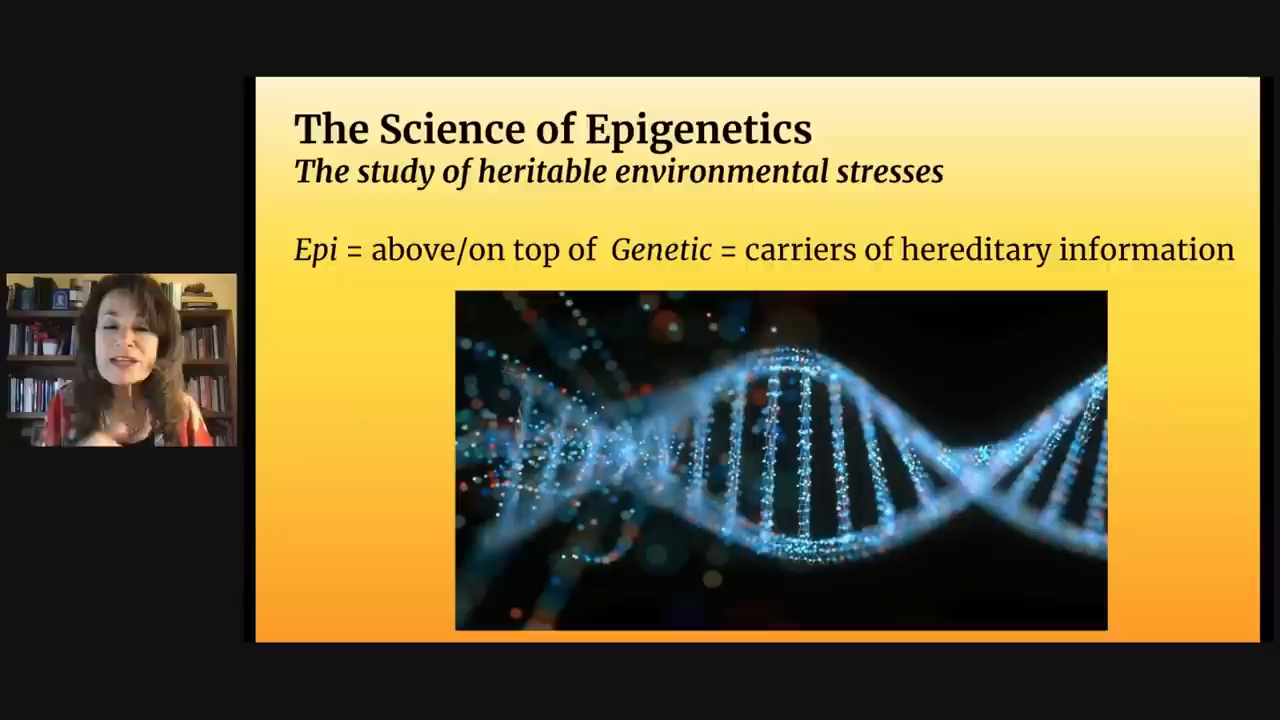 The Science of Epigenetics
The study of heritable environmental stresses
Epi = above/on top of Genetic = carriers of hereditary information